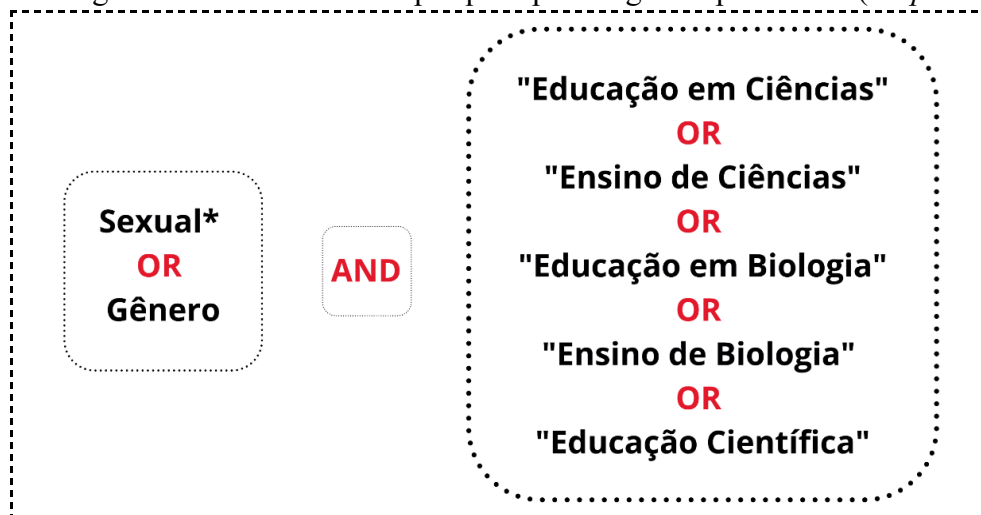 Sexual*
OR
Gênero
AND
"Educação em Ciências"
OR
"Ensino de Ciências"
OR
"Educação em Biologia"
OR
"Ensino de Biologia"
OR
"Educação Científica"